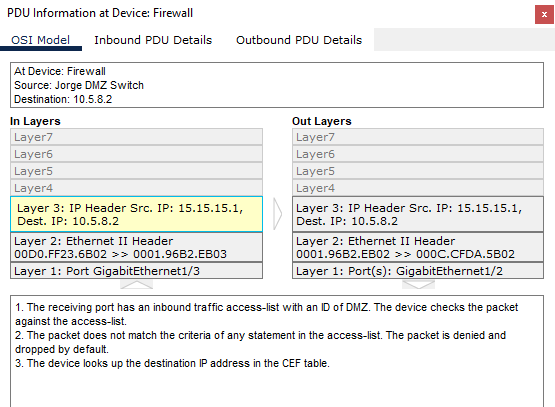 PDU Information at Device: Firewall
x
OSI Model Inbound PDU Details Outbound PDU Details
At Device: Firewall
Source: Jorge DMZ Switch
Destination: 10.5.8.2
In Layers
Layer7
Layer6
Layer5
Layer4
Layer 3: IP Header Src. IP: 15.15.15.1,
Dest. IP: 10.5.8.2
Layer 2: Ethernet II Header
00D0.FF23.6B02 >> 0001.96B2.EB03
Layer 1: Port GigabitEthernet1/3
Out Layers
Layer7
Layer6
Layer5
Layer4
Layer 3: IP Header Src. IP: 15.15.15.1,
Dest. IP: 10.5.8.2
Layer 2: Ethernet II Header
0001.96B2.EB02 >> 000C.CFDA.5B02
Layer 1: Port(s): GigabitEthernet1/2
1. The receiving port has an inbound traffic access-list with an ID of DMZ. The device checks the packet
against the access-list.
2. The packet does not match the criteria of any statement in the access-list. The packet is denied and
dropped by default.
3. The device looks up the destination IP address in the CEF table.